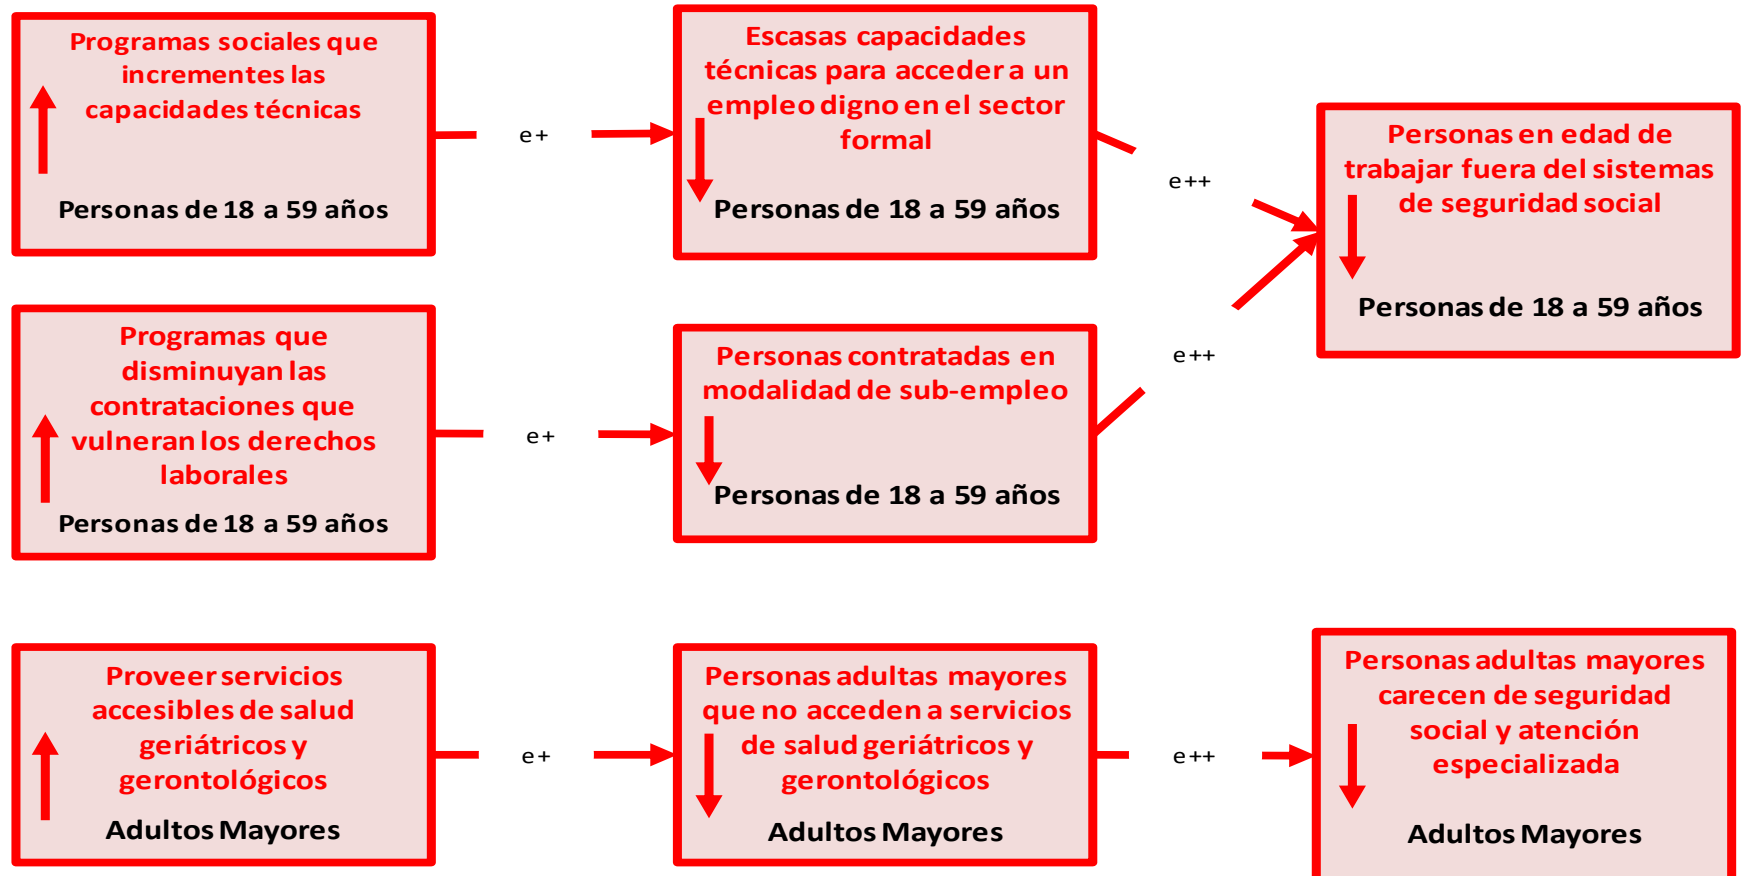 Programas sociales que
incrementes las
capacidades técnicas
Personas de 18 a 59 años
e+
Escasas capacidades
técnicas para acceder a un
empleo digno en el sector
formal
Personas de 18 a 59 años
e++
Personas en edad de
trabajar fuera del sistemas
de seguridad social
Personas de 18 a 59 años
Programas que
disminuyan las
contrataciones que
vulneran los derechos
laborales
Personas de 18 a 59 años
e+
Personas contratadas en
modalidad de sub-empleo
Personas de 18 a 59 años
e++
Proveer servicios
accesibles de salud
geriátricos y
gerontológicos
Adultos Mayores
e+
Personas adultas mayores
que no acceden a servicios
de salud geriátricos y
gerontológicos
Adultos Mayores
e++
Personas adultas mayores
carecen de seguridad
social y atención
especializada
Adultos Mayores